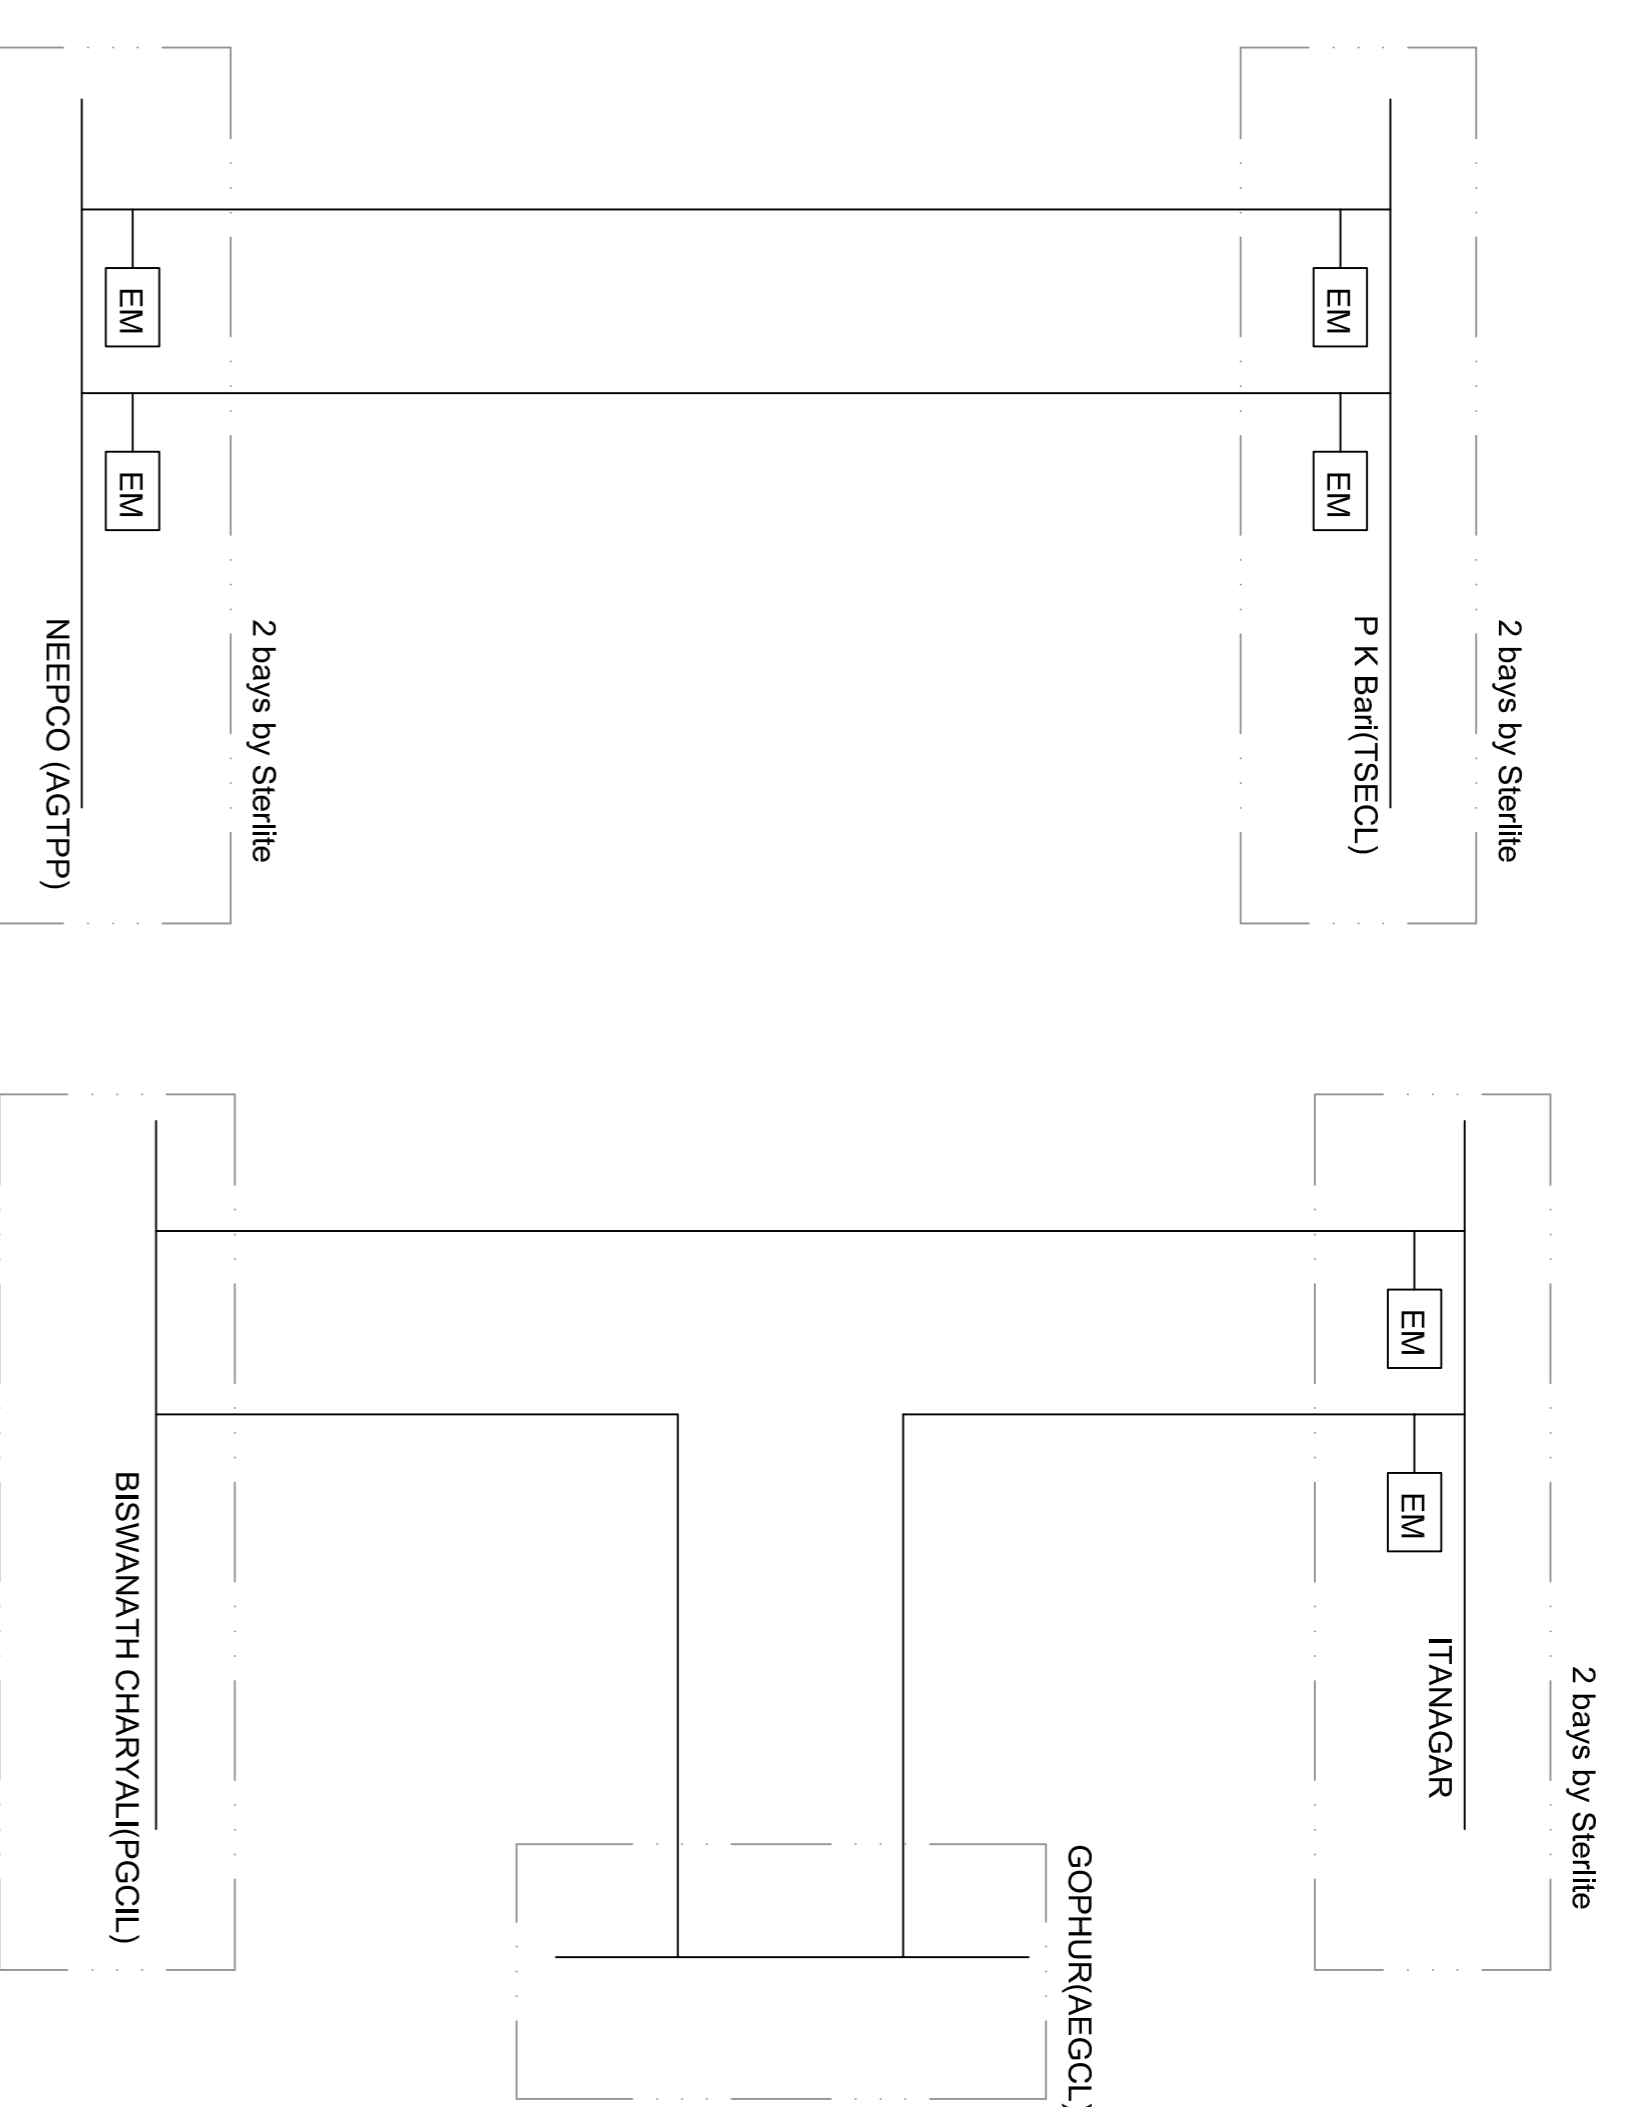 2 bays by Sterlite
P K Bari(TSECL)
EM
EM
2 bays by Sterlite
EM
EM
NEEPCO (AGTPP)
2 bays by Sterlite
ITANAGAR
EM
EM
GOPHUR(AEGCL)
BISWANATH CHARYALI(PGCIL)